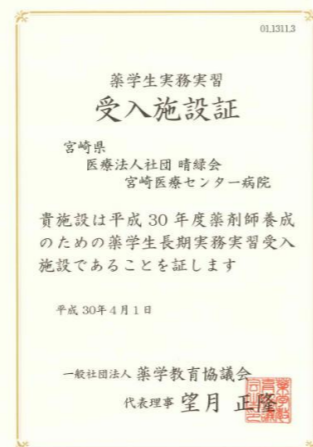 01.1311.3
薬学生実務実習
受入施設証
宮崎県
医療法人社団 晴緑会
宮崎医療センター病院
貴施設は平成 30 年度薬剤師養成
のための薬学生長期実務実習受入
施設であることを証します
平成 30年4月1日
一般社団法人 薬学教育協議会
代表理事 望月 正隆